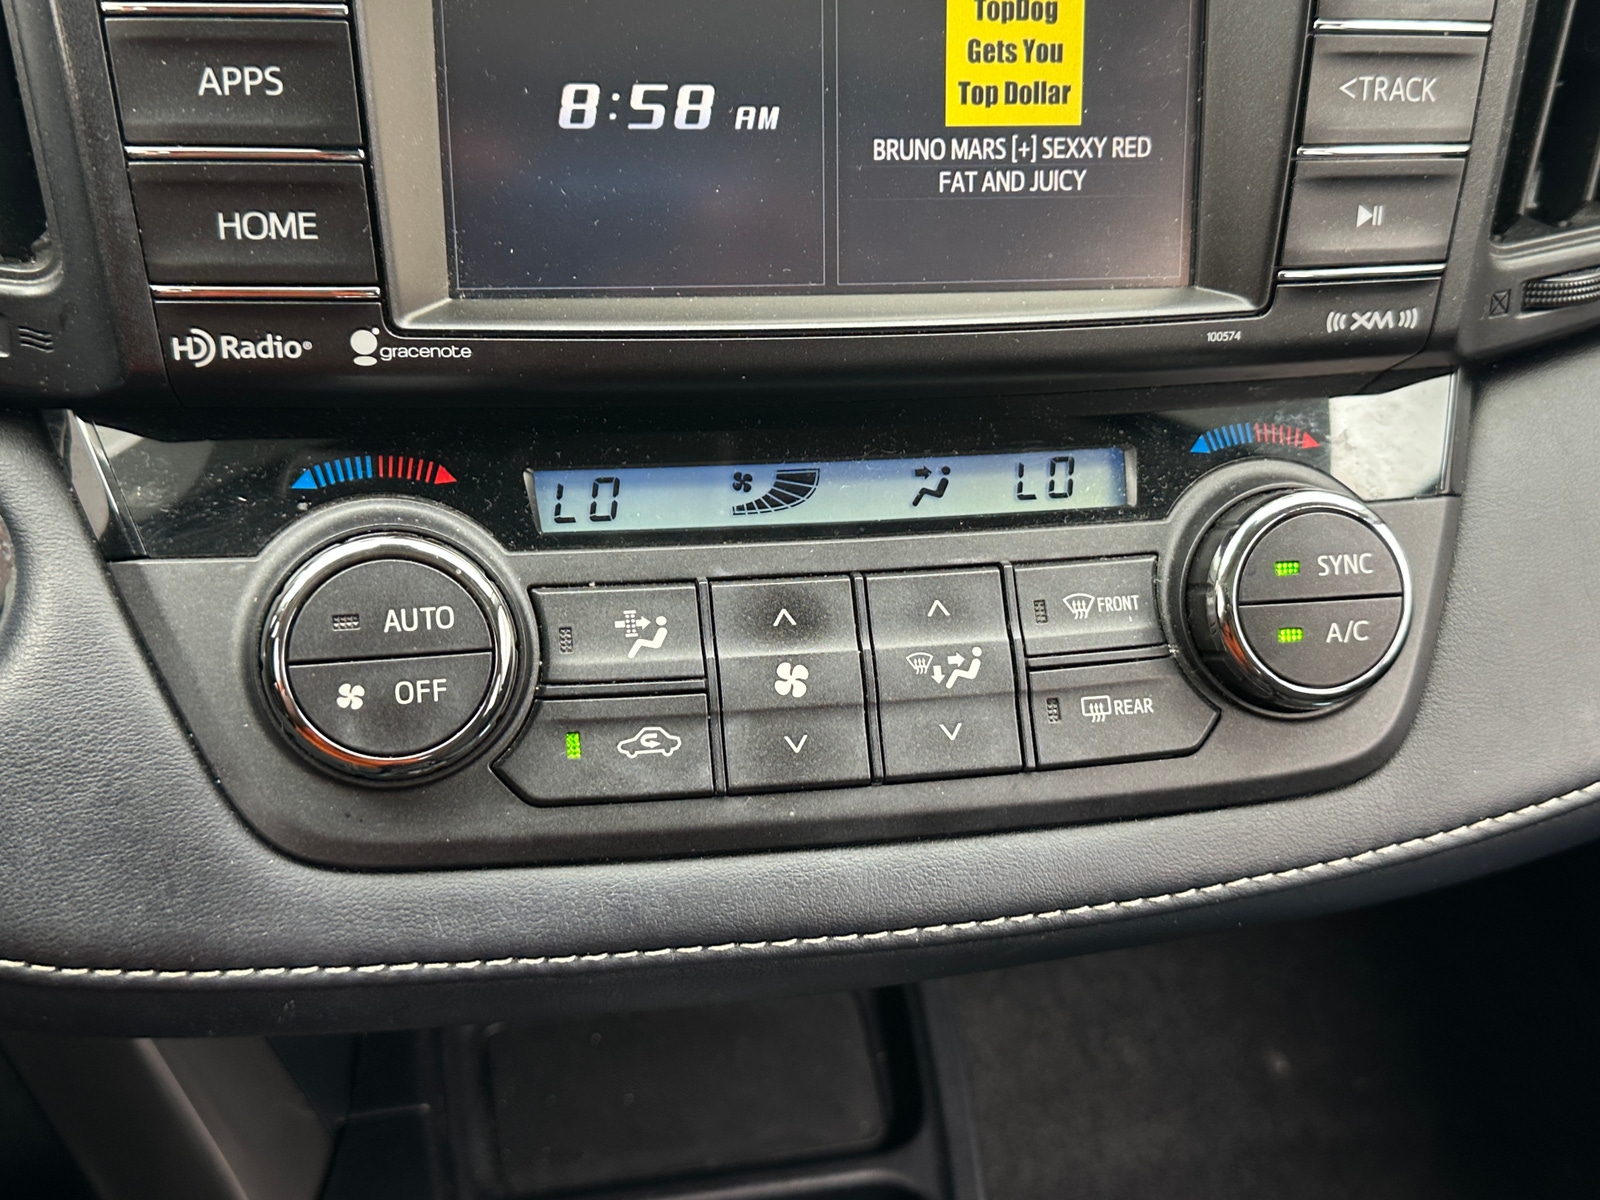 APPS
HOME
8:58 AM
TopDog
Gets You
Top Dollar
BRUNO MARS [+] SEXXY RED
FAT AND JUICY
<TRACK
HD Radio®
gracenote
100574
((( XM )))
LO
LO
AUTO
OFF
FRONT
REAR
SYNC
A/C